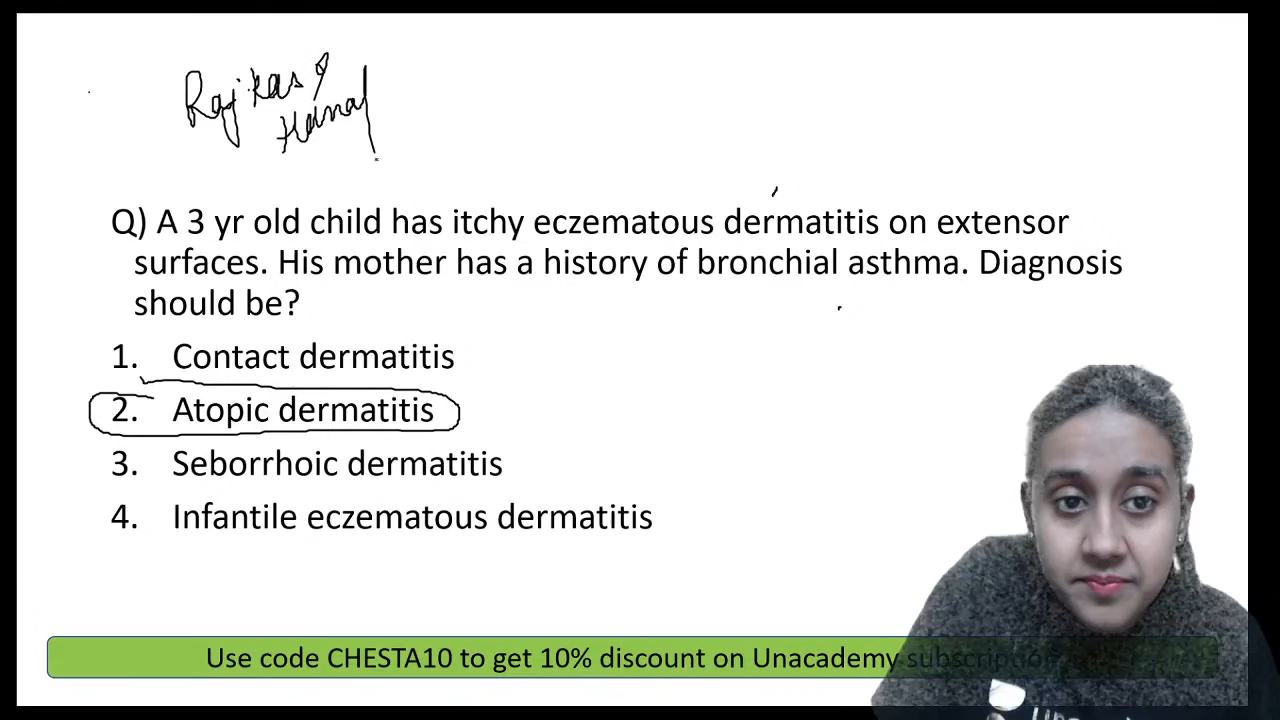 Q) A 3 yr old child has itchy eczematous dermatitis on extensor
surfaces. His mother has a history of bronchial asthma. Diagnosis
should be?
1. Contact dermatitis
2. Atopic dermatitis
3. Seborrhoic dermatitis
4. Infantile eczematous dermatitis
Use code CHESTA10 to get 10% discount on Unacademy subscription